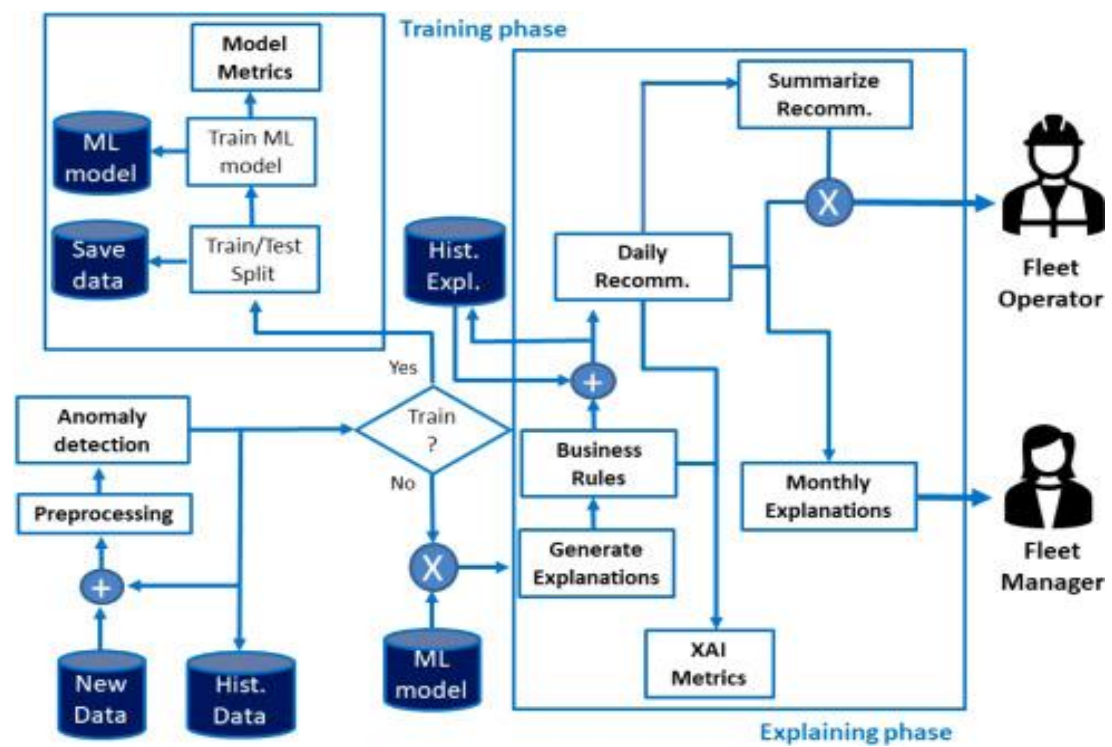 Training phase
Model
Metrics
Train ML
model
ML
model
Train/Test
Split
Save
data
Hist.
Expl.
Summarize
Recomm.
X
Daily
Recomm.
Fleet
Operator
+
Yes
Train
?
No
Anomaly
detection
Preprocessing
+
New
Data
Hist.
Data
X
ML
model
Business
Rules
Generate
Explanations
Monthly
Explanations
Fleet
Manager
XAI
Metrics
Explaining phase